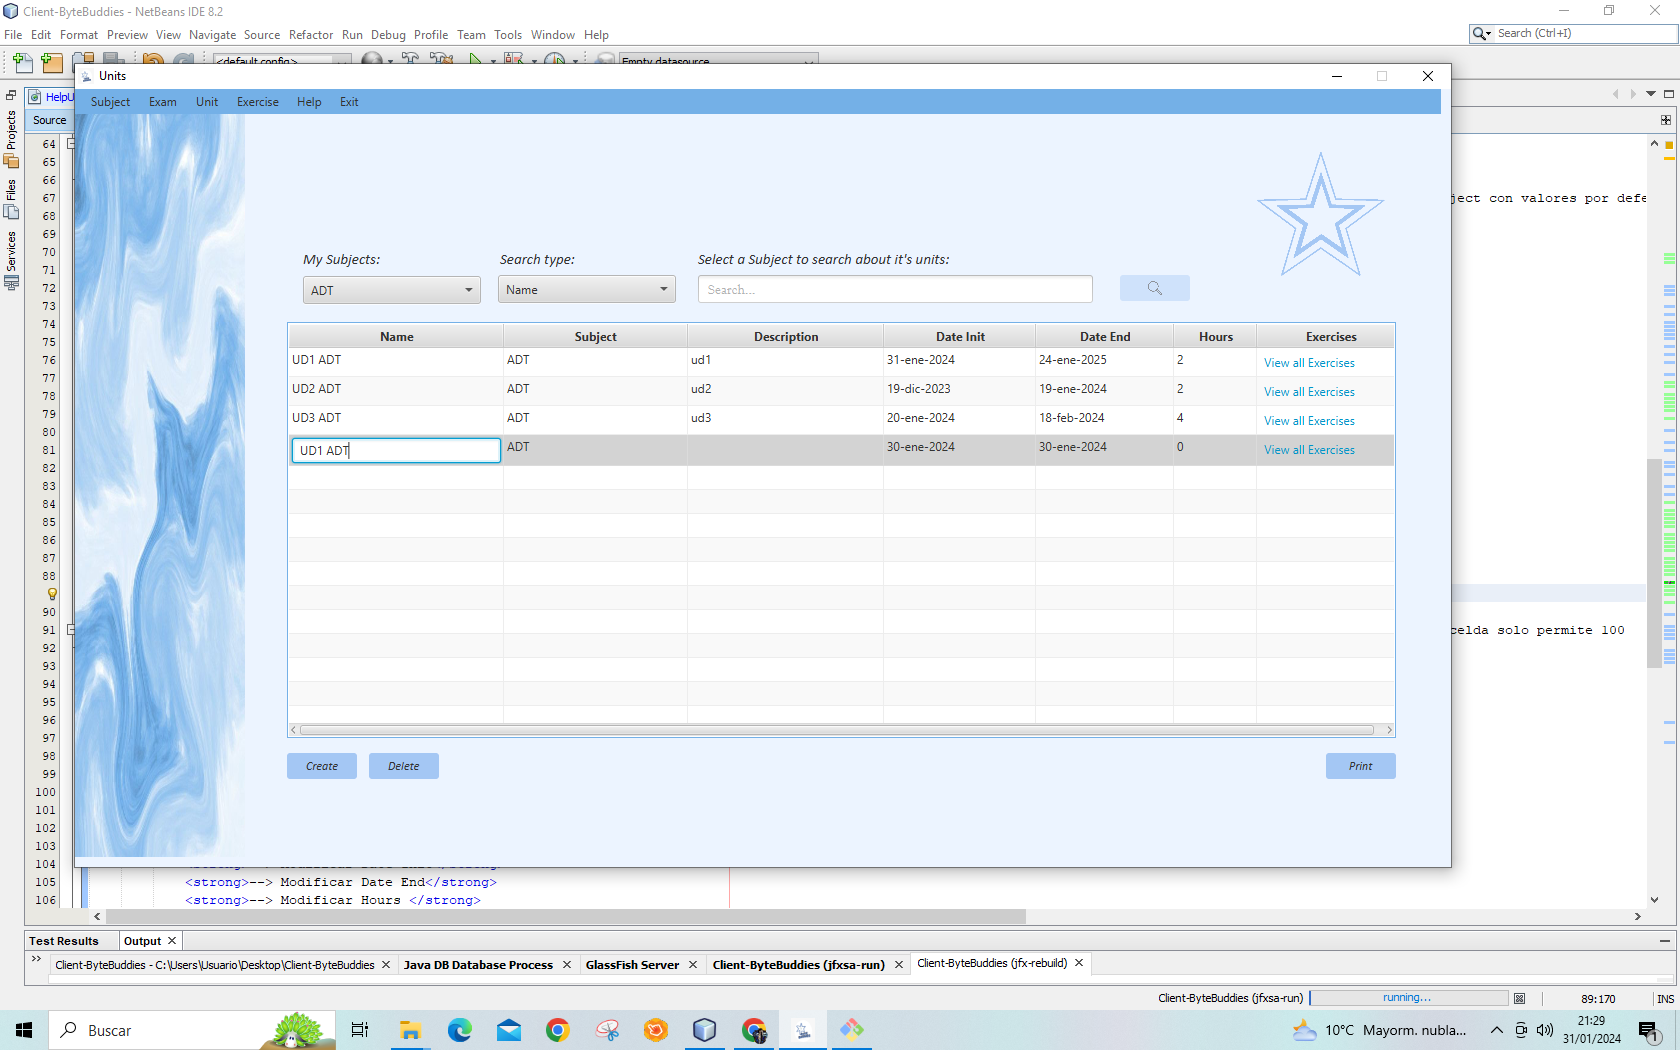 Client-ByteBuddies - NetBeans IDE 8.2
File Edit Format Preview View Navigate Source Refactor Run Debug Profile Team Tools Window Help
Search (Ctrl+I)
<default config>
Empty datasource
Units
HelpU
Subject Exam Unit Exercise Help Exit
Source
Projects
Files
Services
64
65
66
67
ject con valores por defe
68
69
70
71
72
73
74
75
76
77
78
79
80
81
82
83
84
85
86
87
88
90
91
celda solo permite 100
92
93
94
95
96
97
98
99
100
101
102
103
104
105
<strong>--> Modificar Date End</strong>
106
<strong>--> Modificar Hours </strong>
My Subjects:
Search type:
Select a Subject to search about it's units:
ADT
Name
Search...
Name Subject Description Date Init Date End Hours Exercises
UD1 ADT ADT ud1 31-ene-2024 24-ene-2025 2 View all Exercises
UD2 ADT ADT ud2 19-dic-2023 19-ene-2024 2 View all Exercises
UD3 ADT ADT ud3 20-ene-2024 18-feb-2024 4 View all Exercises
UD1 ADT ADT 30-ene-2024 30-ene-2024 0 View all Exercises
Create
Delete
Print
Test Results
Output
Client-ByteBuddies - C:\Users\Usuario\Desktop\Client-ByteBuddies
Java DB Database Process
GlassFish Server
Client-ByteBuddies (jfxsa-run)
Client-ByteBuddies (jfx-rebuild)
Client-ByteBuddies (jfxsa-run)
running...
89:170
INS
Buscar
10°C Mayorm. nubla...
21:29
31/01/2024
1